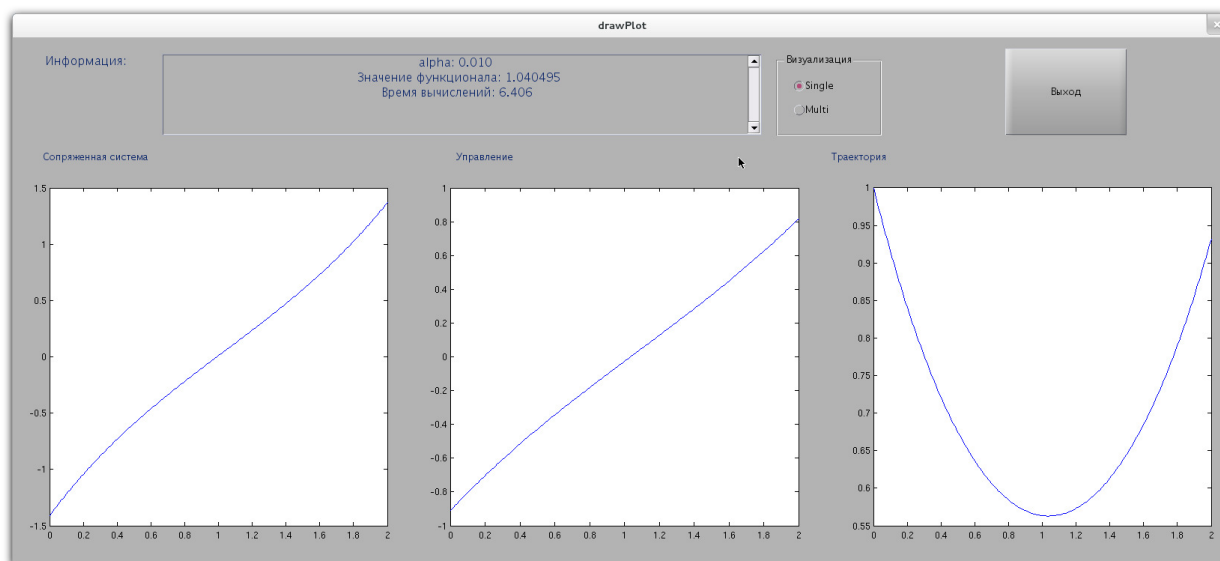 drawPlot
Информация:
alpha: 0.010
Значение функционала: 1.040495
Время вычислений: 6.406
Визуализация
Single
Multi
Выход
Сопряженная система
Управление
Траектория
1.5
1
0.5
0
-0.5
-1
-1.5
0 0.2 0.4 0.6 0.8 1 1.2 1.4 1.6 1.8 2
1
0.8
0.6
0.4
0.2
0
-0.2
-0.4
-0.6
-0.8
-1
0 0.2 0.4 0.6 0.8 1 1.2 1.4 1.6 1.8 2
1
0.95
0.9
0.85
0.8
0.75
0.7
0.65
0.6
0.55
0 0.2 0.4 0.6 0.8 1 1.2 1.4 1.6 1.8 2